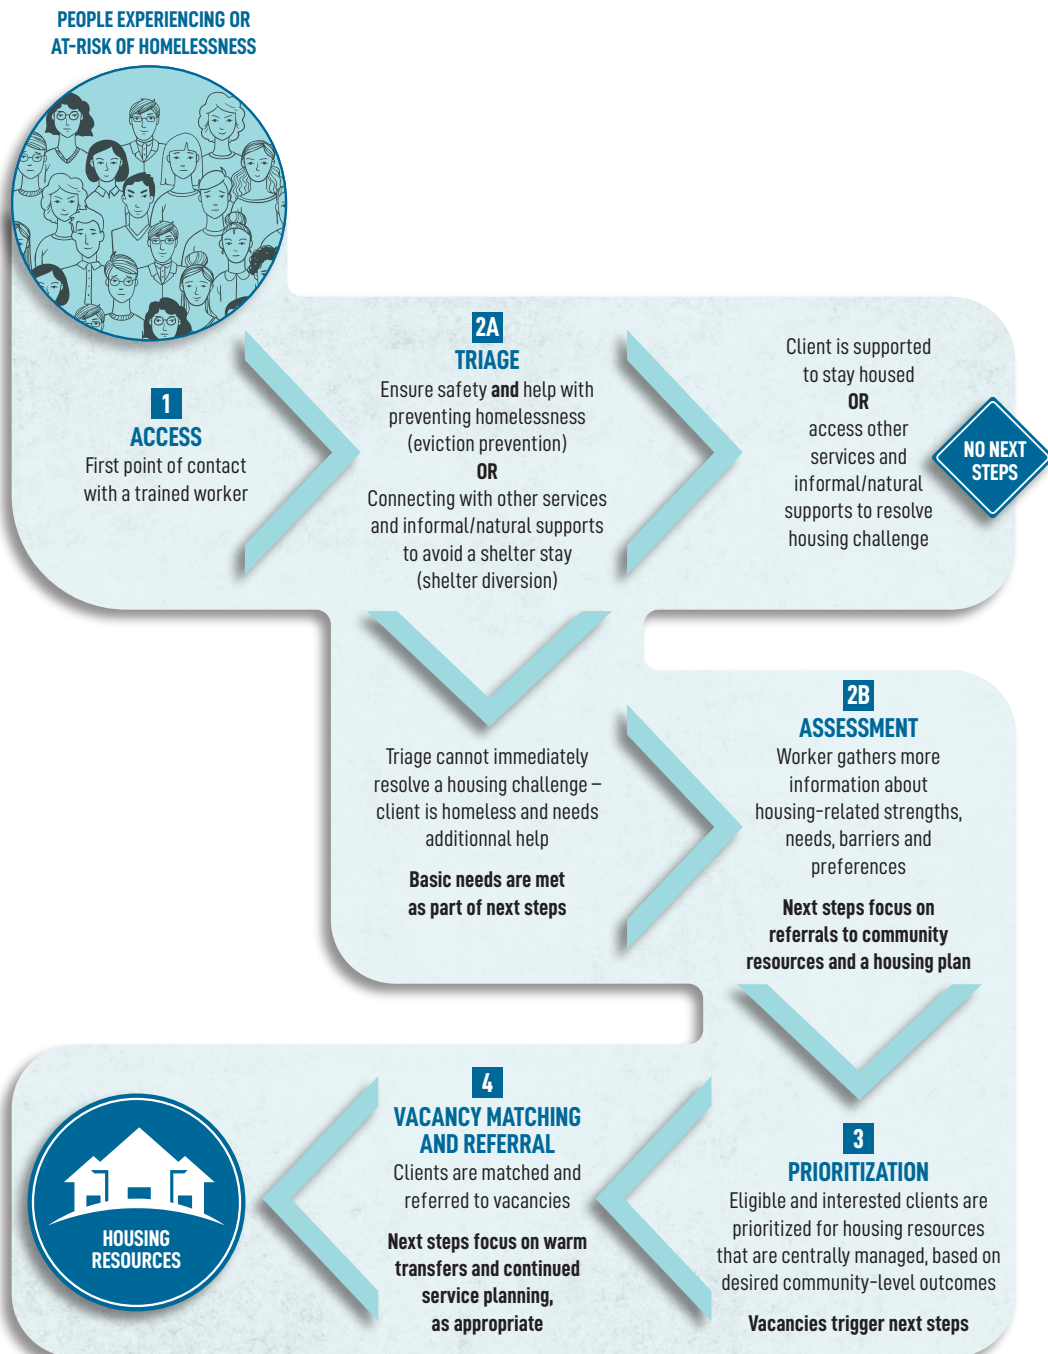 PEOPLE EXPERIENCING OR
AT-RISK OF HOMELESSNESS
1
ACCESS
First point of contact
with a trained worker
2A
TRIAGE
Ensure safety and help with
preventing homelessness
(eviction prevention)
OR
Connecting with other services
and informal/natural supports
to avoid a shelter stay
(shelter diversion)
Client is supported
to stay housed
OR
access other
services and
informal/natural
supports to resolve
housing challenge
NO NEXT
STEPS
Triage cannot immediately
resolve a housing challenge –
client is homeless and needs
additionnal help
Basic needs are met
as part of next steps
2B
ASSESSMENT
Worker gathers more
information about
housing-related strengths,
needs, barriers and
preferences
Next steps focus on
referrals to community
resources and a housing plan
3
PRIORITIZATION
Eligible and interested clients are
prioritized for housing resources
that are centrally managed, based on
desired community-level outcomes
Vacancies trigger next steps
4
VACANCY MATCHING
AND REFERRAL
Clients are matched and
referred to vacancies
Next steps focus on warm
transfers and continued
service planning,
as appropriate
HOUSING
RESOURCES